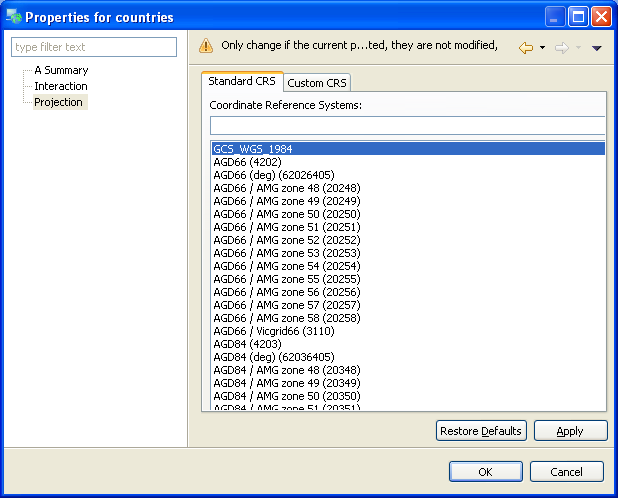 Properties for countries
type filter text
Only change if the current p...ted, they are not modified,
A Summary
Interaction
Projection
Standard CRS
Custom CRS
Coordinate Reference Systems:
GCS_WGS_1984
AGD66 (4202)
AGD66 (deg) (62026405)
AGD66 / AMG zone 48 (20248)
AGD66 / AMG zone 49 (20249)
AGD66 / AMG zone 50 (20250)
AGD66 / AMG zone 51 (20251)
AGD66 / AMG zone 52 (20252)
AGD66 / AMG zone 53 (20253)
AGD66 / AMG zone 54 (20254)
AGD66 / AMG zone 55 (20255)
AGD66 / AMG zone 56 (20256)
AGD66 / AMG zone 57 (20257)
AGD66 / AMG zone 58 (20258)
AGD66 / Vicgrid66 (3110)
AGD84 (4203)
AGD84 (deg) (62036405)
AGD84 / AMG zone 48 (20348)
AGD84 / AMG zone 49 (20349)
AGD84 / AMG zone 50 (20350)
AGD84 / AMG zone 51 (20351)
Restore Defaults
Apply
OK
Cancel